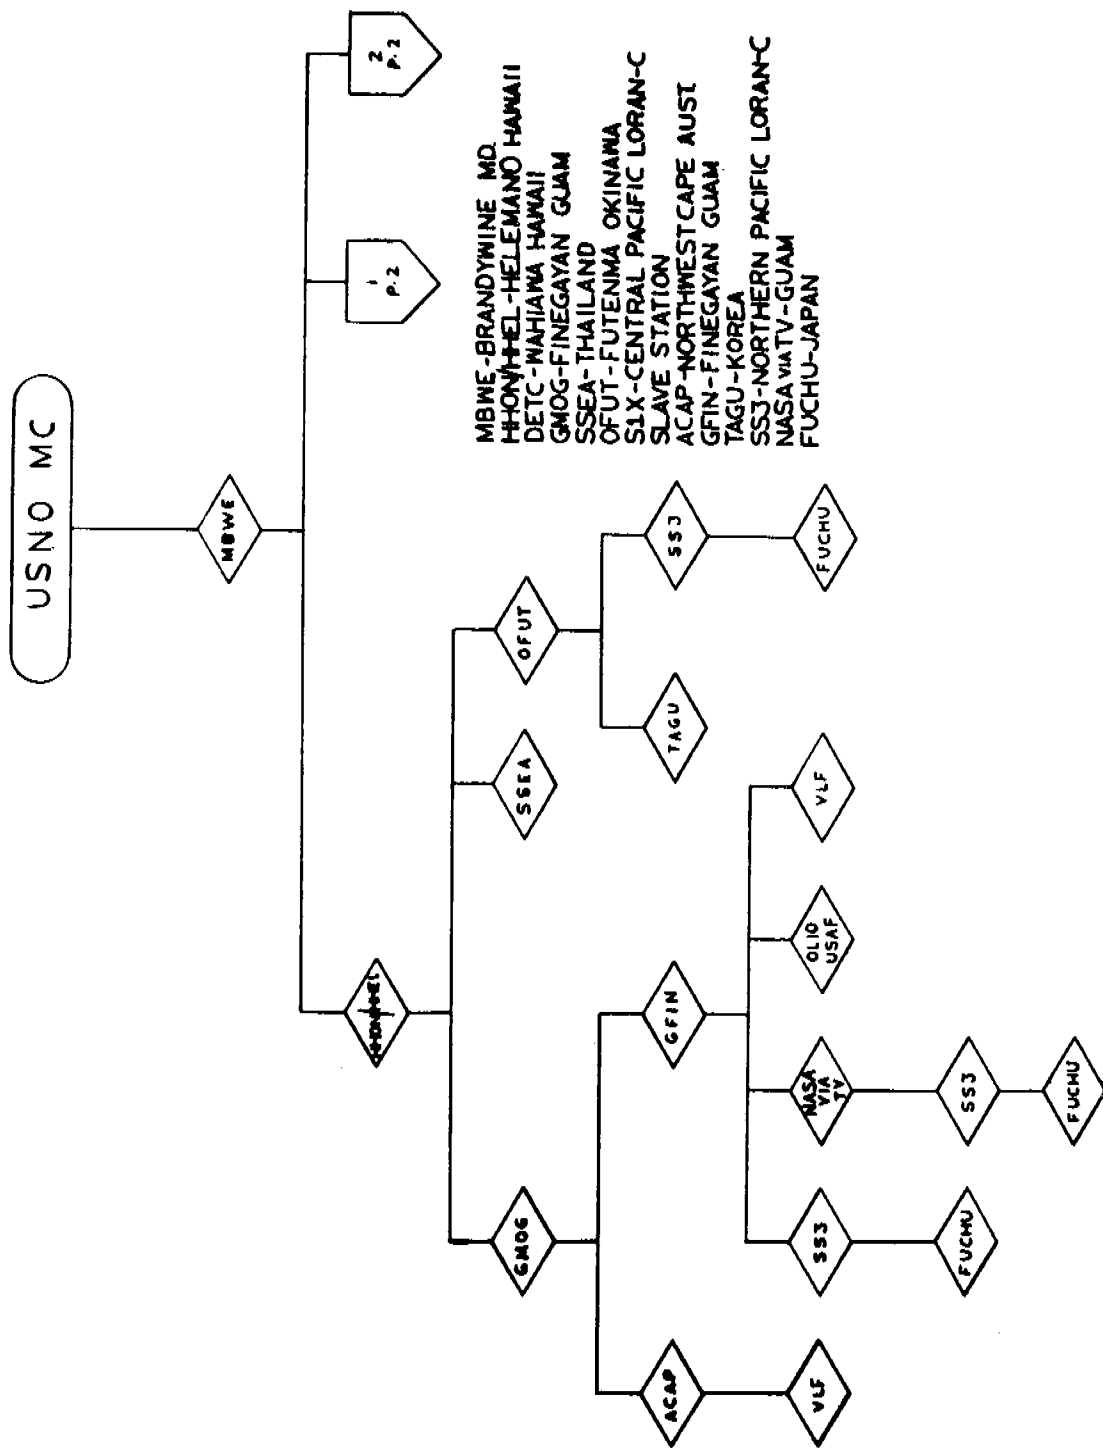 USNO MC
MBWE
1
P.2
2
P.2
HHON/HHEL
GMOG
SSEA
OFUT
ACAP
GFIN
TAGU
SS3
VLF
SS3
NASA
VIA
TV
OLIO
USAF
VLF
FUCHU
FUCHU
SS3
FUCHU
MBWE-BRANDYWINE MD.
HHON/HHEL-HELEMANO HAWAII
DETC-WAHIAWA HAWAII
GMOG-FINEGAYAN GUAM
SSEA-THAILAND
OFUT-FUTENMA OKINAWA
S1X-CENTRAL PACIFIC LORAN-C
SLAVE STATION
ACAP-NORTHWESTCAPE AUST.
GFIN-FINEGAYAN GUAM
TAGU-KOREA
SS3-NORTHERN PACIFIC LORAN-C
NASA VIA TV-GUAM
FUCHU-JAPAN